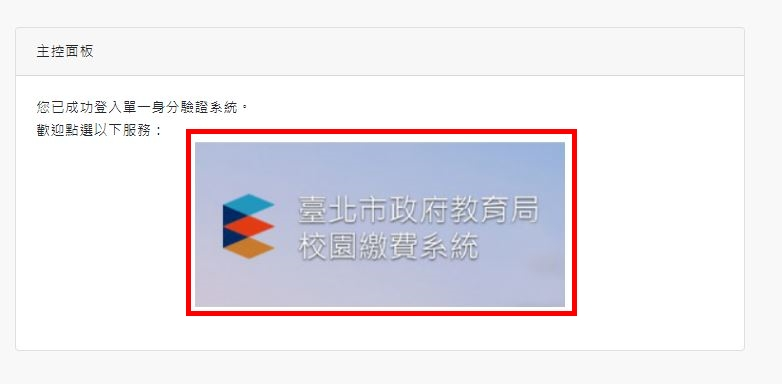 主控面板
您已成功登入單一身分驗證系統。
歡迎點選以下服務：
臺北市政府教育局
校園繳費系統